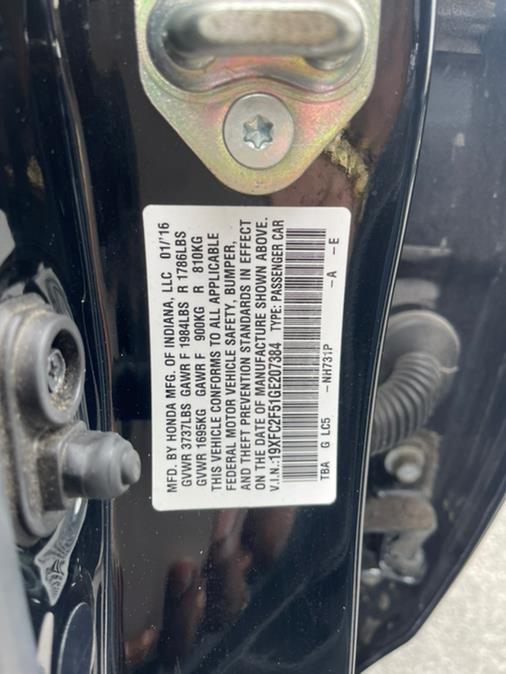 MFD. BY HONDA MFG. OF INDIANA, LLC 01/'16
GVWR 3737LBS GAWR F 1984LBS R 1786LBS
GVWR 1695KG GAWR F 900KG R 810KG
THIS VEHICLE CONFORMS TO ALL APPLICABLE
FEDERAL MOTOR VEHICLE SAFETY, BUMPER,
AND THEFT PREVENTION STANDARDS IN EFFECT
ON THE DATE OF MANUFACTURE SHOWN ABOVE.
V.I.N.:19XFC2F51GE207384 TYPE: PASSENGER CAR
-NH731P -A -E
TBA G LC5